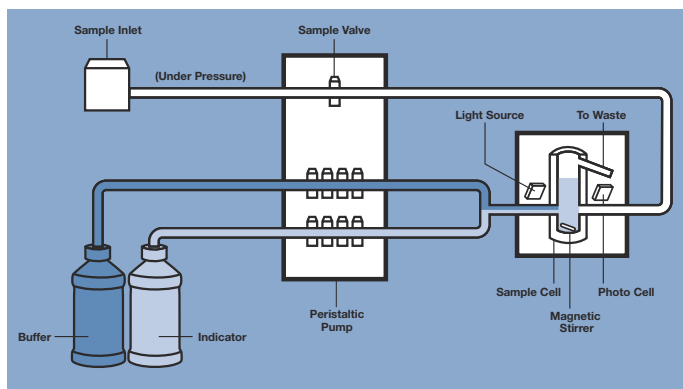 Sample Inlet
Sample Valve
(Under Pressure)
Light Source
To Waste
Sample Cell
Photo Cell
Magnetic
Stirrer
Peristaltic
Pump
Buffer
Indicator